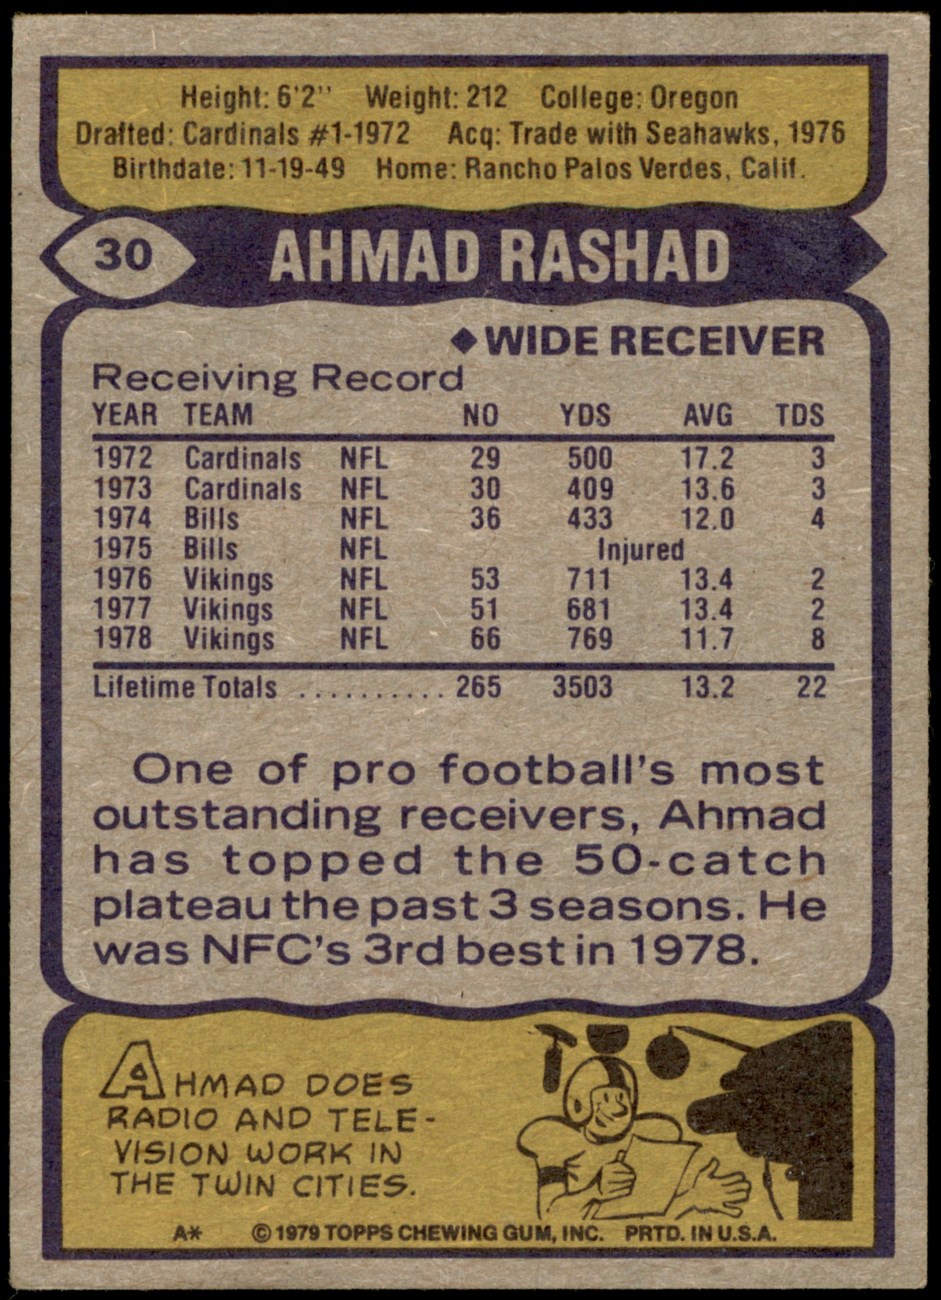 Height: 6'2'' Weight: 212 College: Oregon
Drafted: Cardinals #1-1972 Acq: Trade with Seahawks, 1976
Birthdate: 11-19-49 Home: Rancho Palos Verdes, Calif.
30 AHMAD RASHAD
◆WIDE RECEIVER
Receiving Record
YEAR TEAM NO YDS AVG TDS
1972 Cardinals NFL 29 500 17.2 3
1973 Cardinals NFL 30 409 13.6 3
1974 Bills NFL 36 433 12.0 4
1975 Bills NFL Injured
1976 Vikings NFL 53 711 13.4 2
1977 Vikings NFL 51 681 13.4 2
1978 Vikings NFL 66 769 11.7 8
Lifetime Totals .......... 265 3503 13.2 22
One of pro football's most
outstanding receivers, Ahmad
has topped the 50-catch
plateau the past 3 seasons. He
was NFC's 3rd best in 1978.
AHMAD DOES
RADIO AND TELE-
VISION WORK IN
THE TWIN CITIES.
A* ©1979 TOPPS CHEWING GUM, INC. PRTD. IN U.S.A.